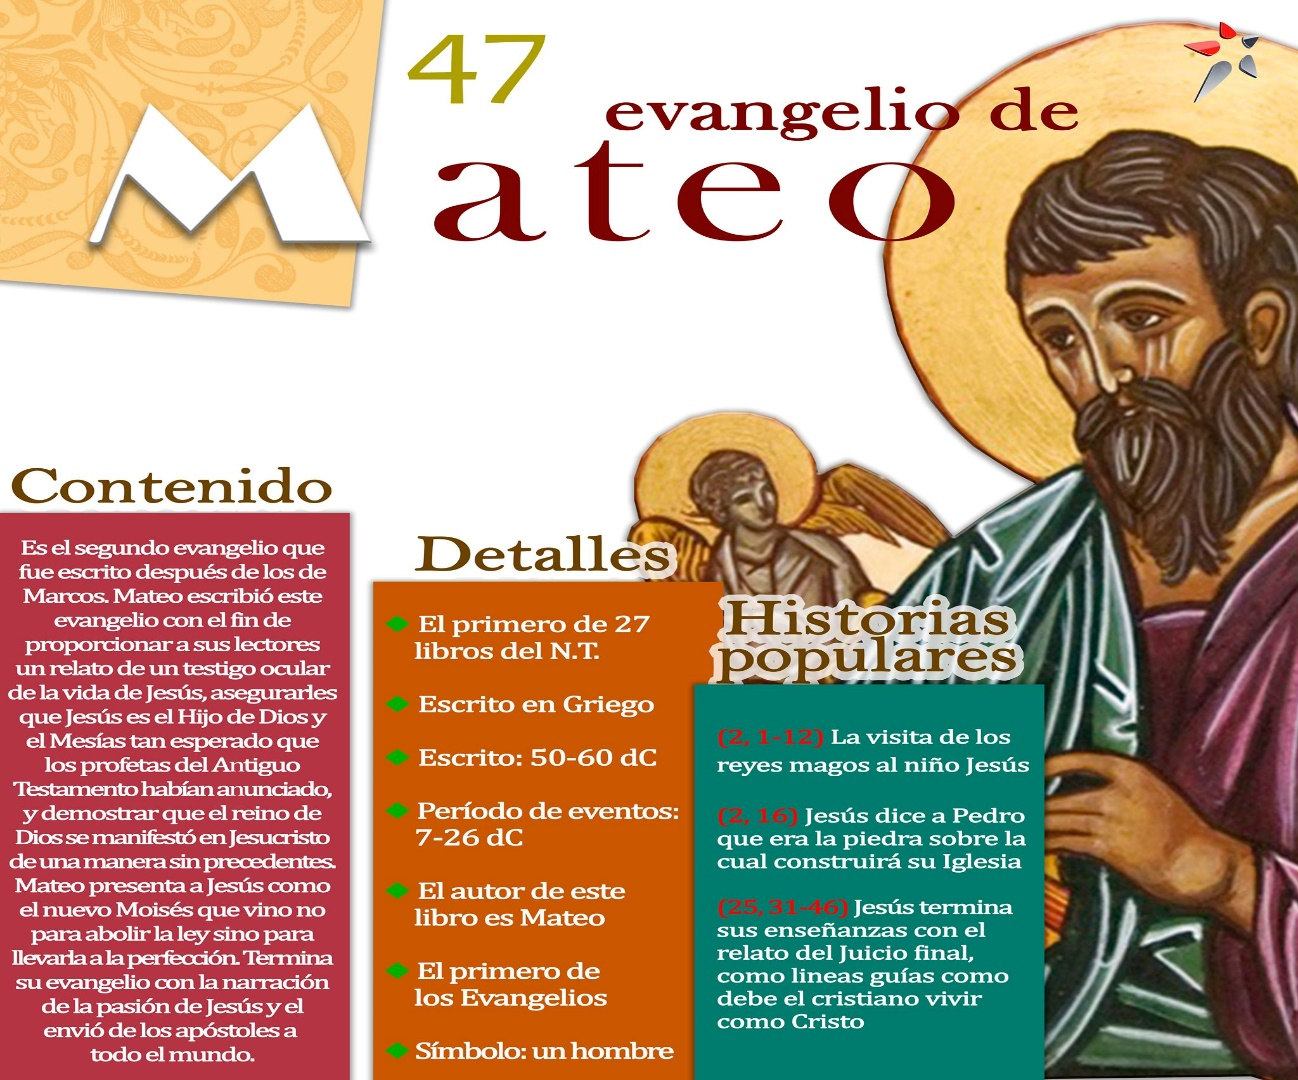 47
evangelio de
Mateo
Contenido
Es el segundo evangelio que
fue escrito después de los de
Marcos. Mateo escribió este
evangelio con el fin de
proporcionar a sus lectores
un relato de un testigo ocular
de la vida de Jesús, asegurarles
que Jesús es el Hijo de Dios y
el Mesías tan esperado que
los profetas del Antiguo
Testamento habían anunciado,
y demostrar que el reino de
Dios se manifestó en Jesucristo
de una manera sin precedentes.
Mateo presenta a Jesús como
el nuevo Moisés que vino no
para abolir la ley sino para
llevarla a la perfección. Termina
su evangelio con la narración
de la pasión de Jesús y el
envió de los apóstoles a
todo el mundo.
Detalles
El primero de 27
libros del N.T.
Escrito en Griego
Escrito: 50-60 dC
Período de eventos:
7-26 dC
El autor de este
libro es Mateo
El primero de
los Evangelios
Símbolo: un hombre
Historias
populares
(2, 1-12) La visita de los
reyes magos al niño Jesús
(2, 16) Jesús dice a Pedro
que era la piedra sobre la
cual construirá su Iglesia
(25, 31-46) Jesús termina
sus enseñanzas con el
relato del Juicio final,
como lineas guías como
debe el cristiano vivir
como Cristo